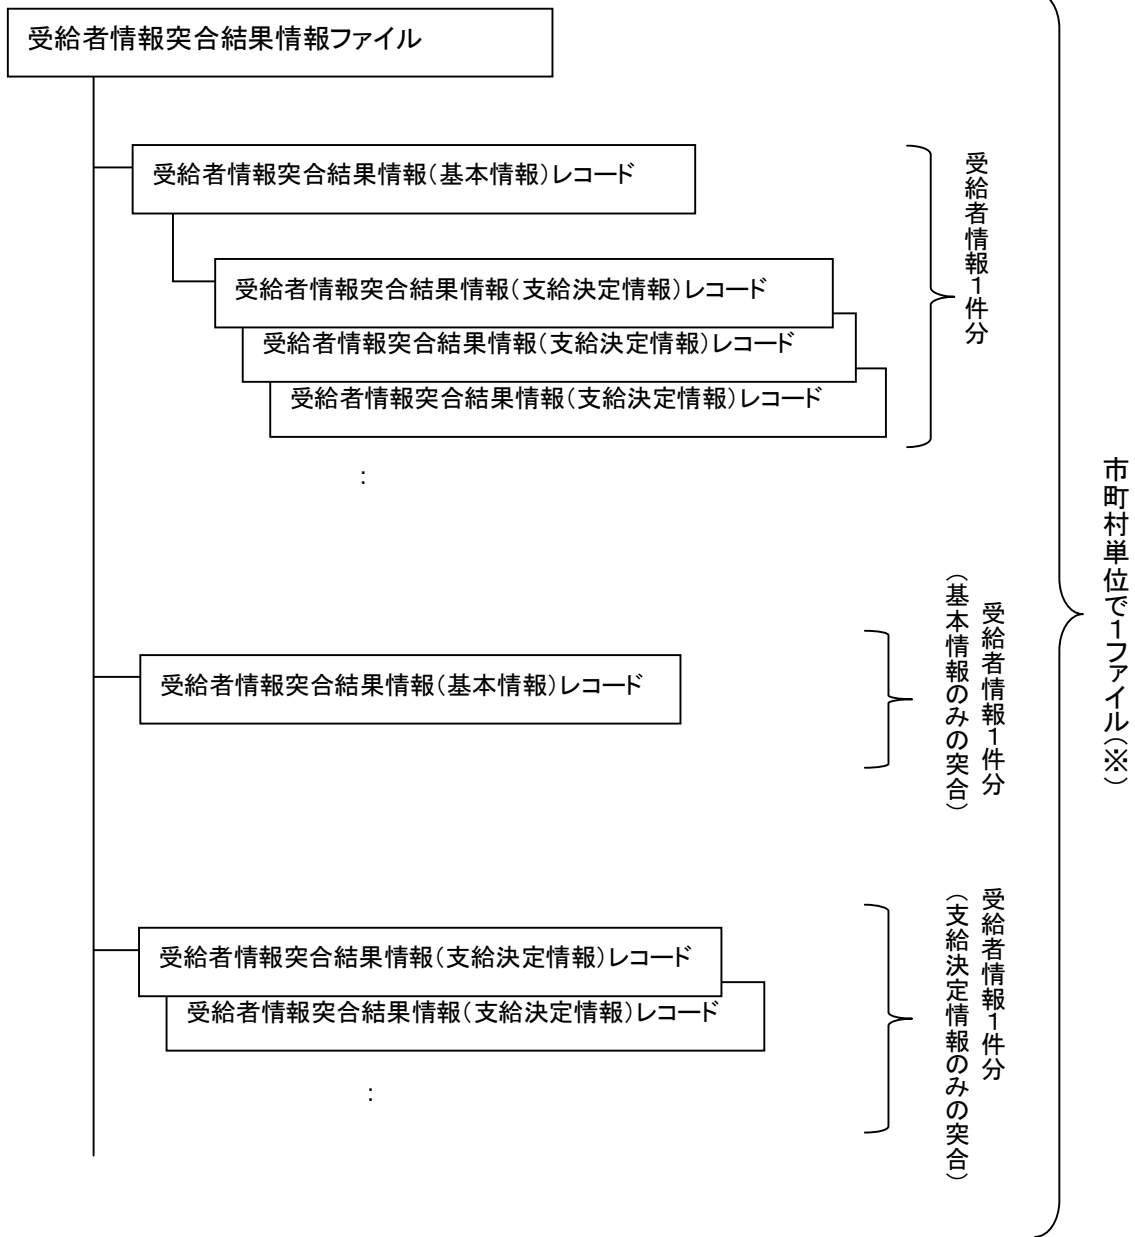 受給者情報突合結果情報ファイル
受給者情報突合結果情報（基本情報）レコード
受給者情報突合結果情報（支給決定情報）レコード
受給者情報突合結果情報（支給決定情報）レコード
受給者情報突合結果情報（支給決定情報）レコード
：
受給者情報１件分
受給者情報突合結果情報（基本情報）レコード
受給者情報１件分
（基本情報のみの突合）
受給者情報突合結果情報（支給決定情報）レコード
受給者情報突合結果情報（支給決定情報）レコード
：
受給者情報１件分
（支給決定情報のみの突合）
市町村単位で１ファイル（※）